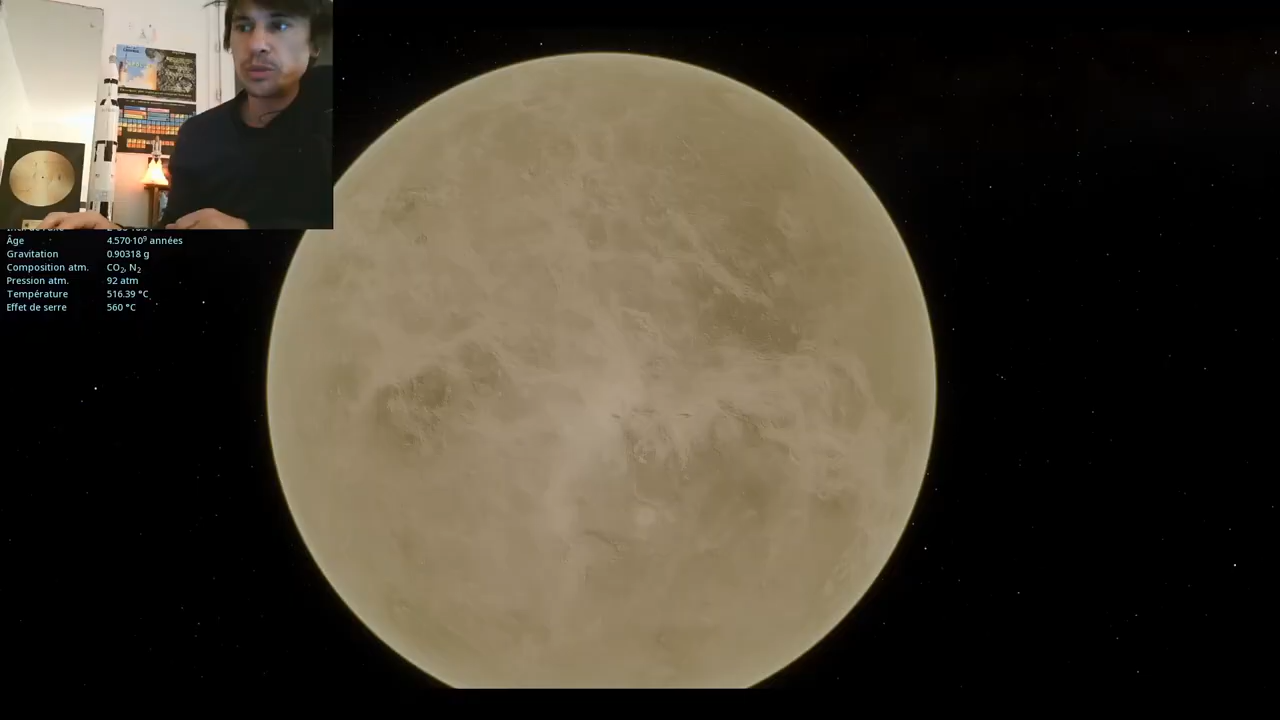 Âge 4.570·10⁹ années
Gravitation 0.90318 g
Composition atm. CO₂, N₂
Pression atm. 92 atm
Température 516.39 °C
Effet de serre 560 °C